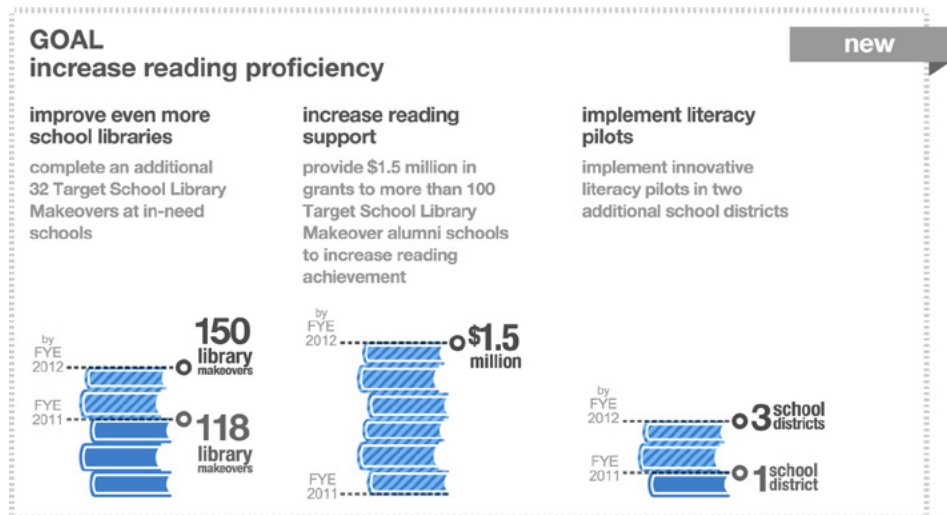 GOAL
increase reading proficiency
new
improve even more
school libraries
complete an additional
32 Target School Library
Makeovers at in-need
schools
by
FYE
2012
150
library
makeovers
FYE
2011
118
library
makeovers
increase reading
support
provide $1.5 million in
grants to more than 100
Target School Library
Makeover alumni schools
to increase reading
achievement
by
FYE
2012
$1.5
million
FYE
2011
implement literacy
pilots
implement innovative
literacy pilots in two
additional school districts
by
FYE
2012
3 school
districts
FYE
2011
1 school
district